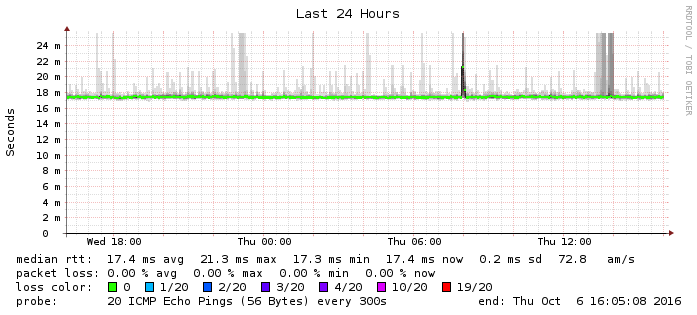 Last 24 Hours
RRDTOOL / TOBI OETIKER
Seconds
24 m
22 m
20 m
18 m
16 m
14 m
12 m
10 m
8 m
6 m
4 m
2 m
0
Wed 18:00 Thu 00:00 Thu 06:00 Thu 12:00
median rtt: 17.4 ms avg 21.3 ms max 17.3 ms min 17.4 ms now 0.2 ms sd 72.8 am/s
packet loss: 0.00 % avg 0.00 % max 0.00 % min 0.00 % now
loss color: 0 1/20 2/20 3/20 4/20 10/20 19/20
probe: 20 ICMP Echo Pings (56 Bytes) every 300s end: Thu Oct 6 16:05:08 2016